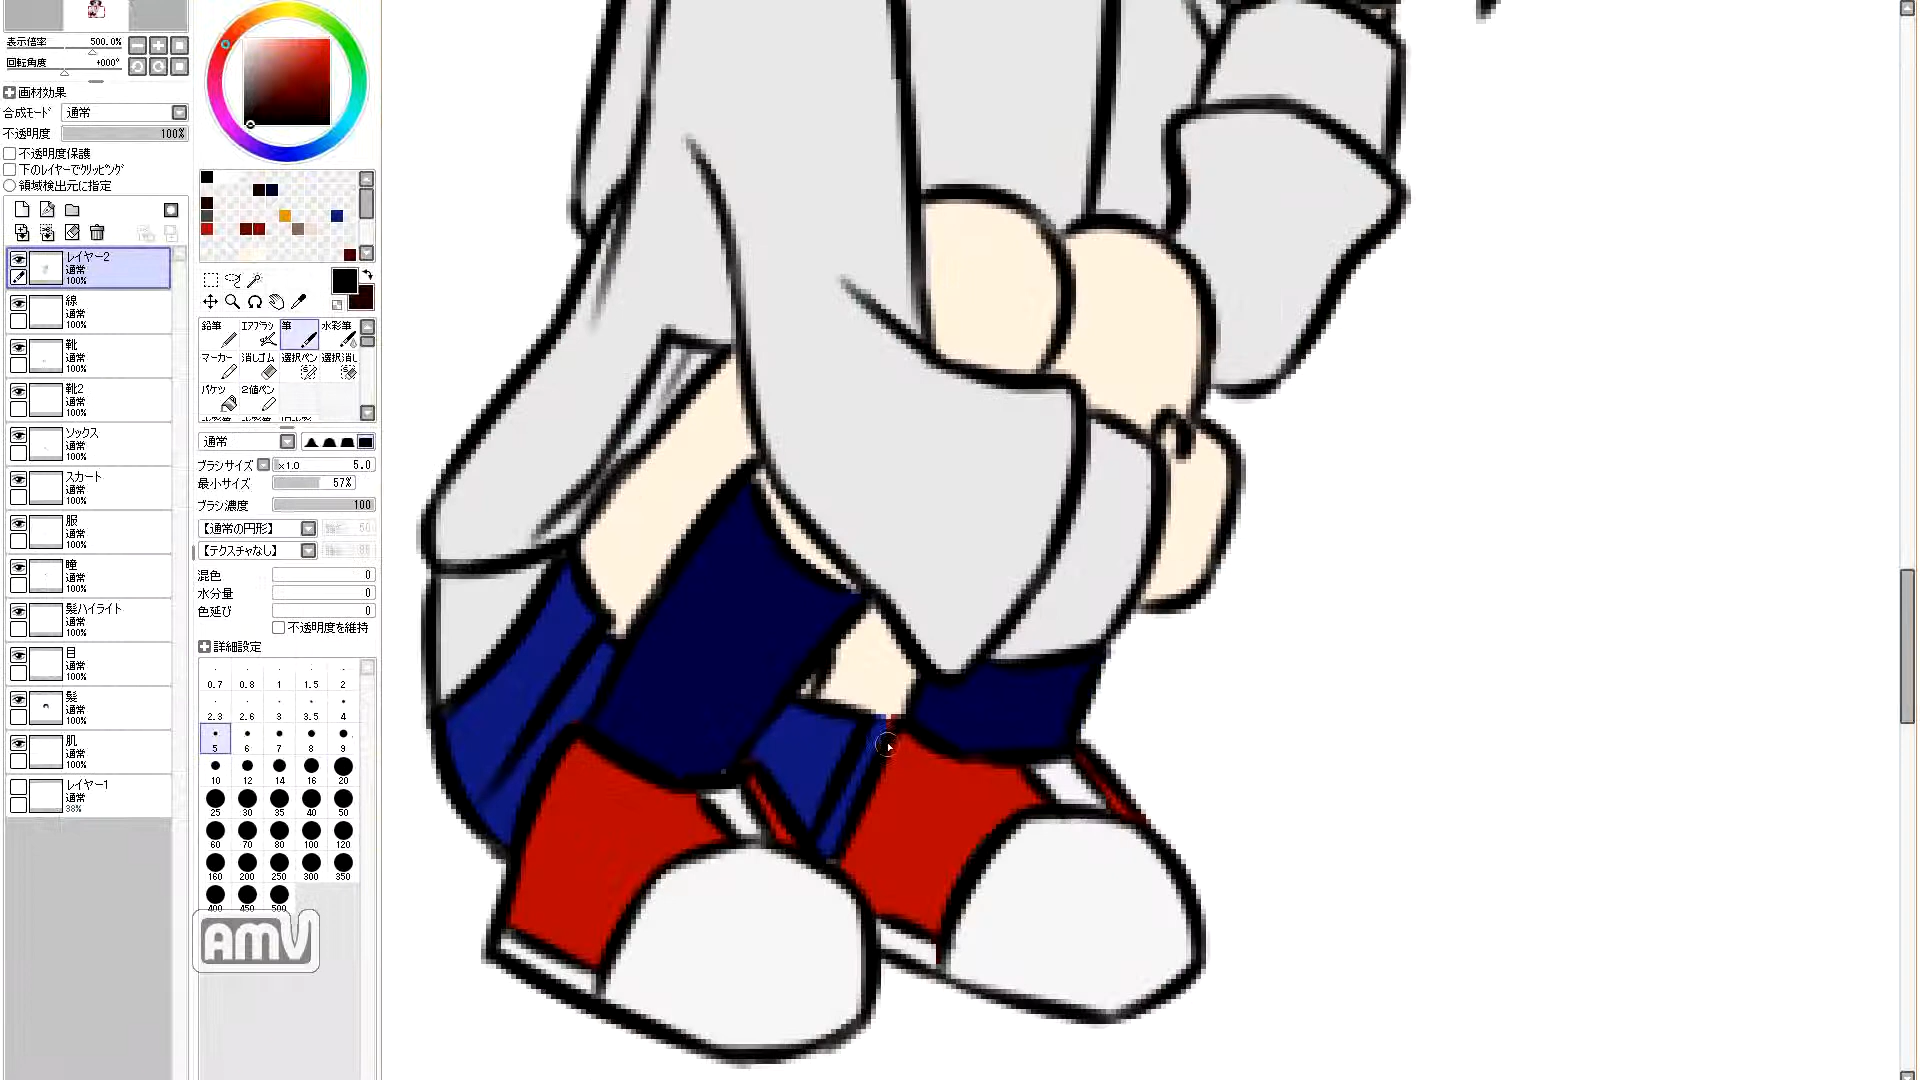 表示倍率 500.0%
回転角度 +000°
画材効果
合成モード 通常
不透明度 100%
不透明度保護
下のレイヤーでクリッピング
領域検出元に指定
レイヤー2
通常
100%
線
通常
100%
靴
通常
100%
靴2
通常
100%
ソックス
通常
100%
スカート
通常
100%
服
通常
100%
瞳
通常
100%
髪ハイライト
通常
100%
目
通常
100%
髪
通常
100%
肌
通常
100%
レイヤー1
通常
38%
鉛筆 エアブラシ 筆 水彩筆
マーカー 消しゴム 選択ペン 選択消し
バケツ 2値ペン
通常
ブラシサイズ x1.0 5.0
最小サイズ 57%
ブラシ濃度 100
【通常の円形】
【テクスチャなし】
混色 0
水分量 0
色延び 0
不透明度を維持
詳細設定
0.7 0.8 1 1.5 2
2.3 2.6 3 3.5 4
5 6 7 8 9
10 12 14 16 20
25 30 35 40 50
60 70 80 100 120
160 200 250 300 350
400 450 500
AMV